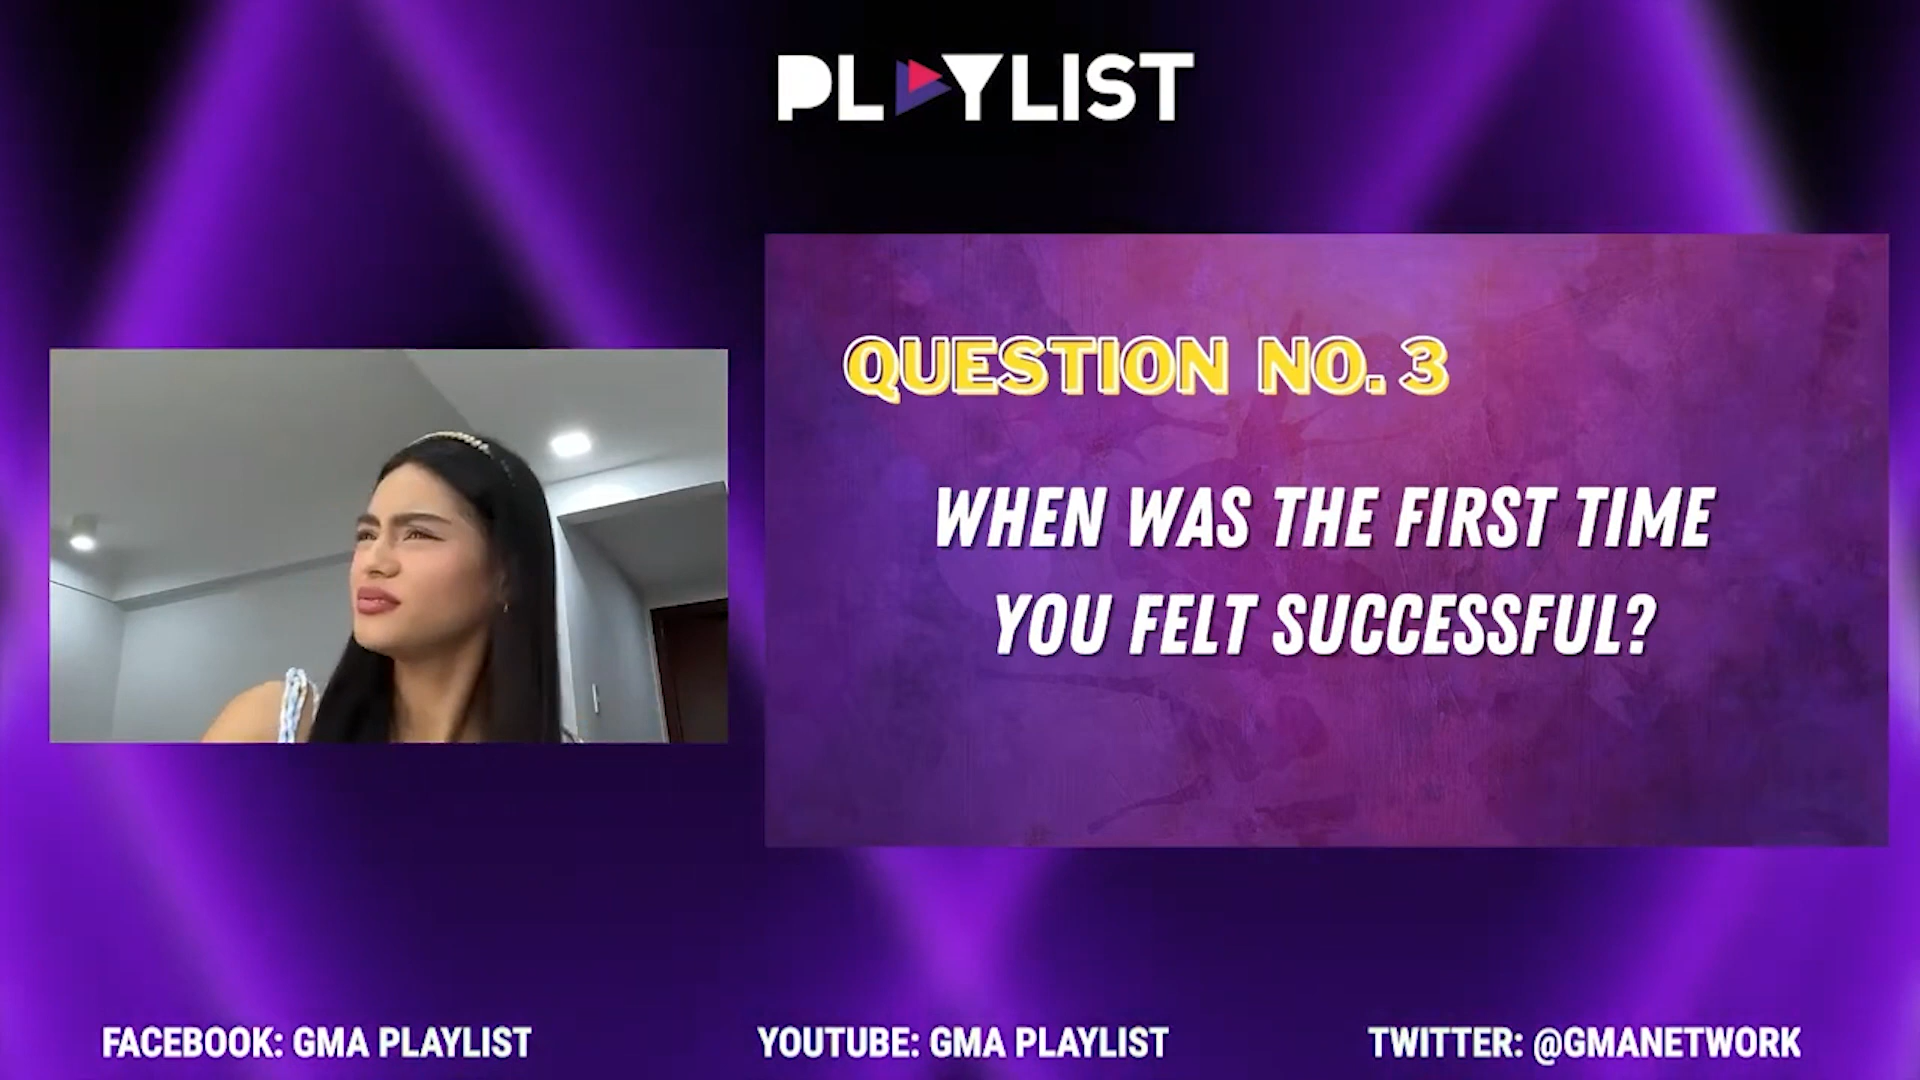 PLAYLIST
QUESTION NO. 3
WHEN WAS THE FIRST TIME
YOU FELT SUCCESSFUL?
FACEBOOK: GMA PLAYLIST
YOUTUBE: GMA PLAYLIST
TWITTER: @GMANETWORK